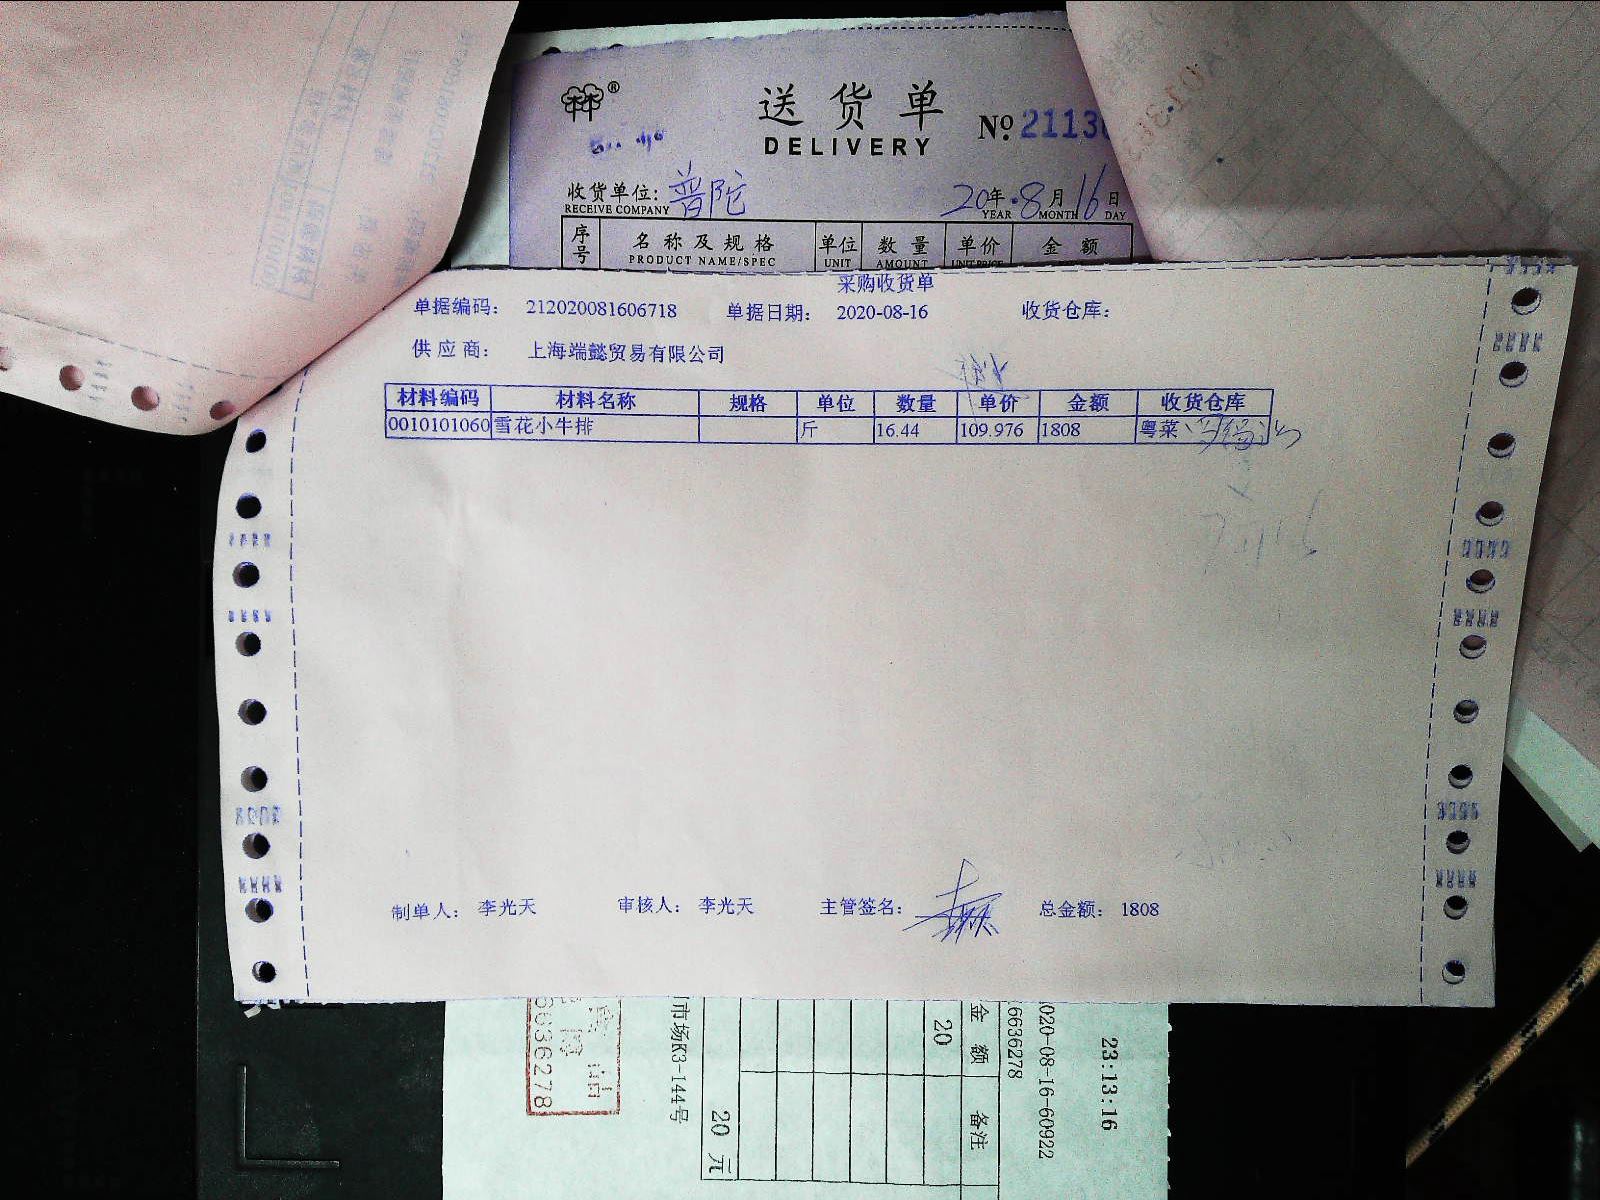 送货单
DELIVERY
№ 2113
收货单位: 普陀 20年8月16日
RECEIVE COMPANY YEAR MONTH DAY
序号 名称及规格 单位 数量 单价 金额
PRODUCT NAME/SPEC UNIT AMOUNT UNIT PRICE
采购收货单
单据编码: 212020081606718 单据日期: 2020-08-16 收货仓库:
供应商: 上海端懿贸易有限公司
材料编码 材料名称 规格 单位 数量 单价 金额 收货仓库
0010101060 雪花小牛排 斤 16.44 109.976 1808 粤菜
制单人: 李光天 审核人: 李光天 主管签名: 总金额: 1808
23:13:16
020-08-16-60922
6636278
金额 备注
20
20元
市场K3-144号
56636278